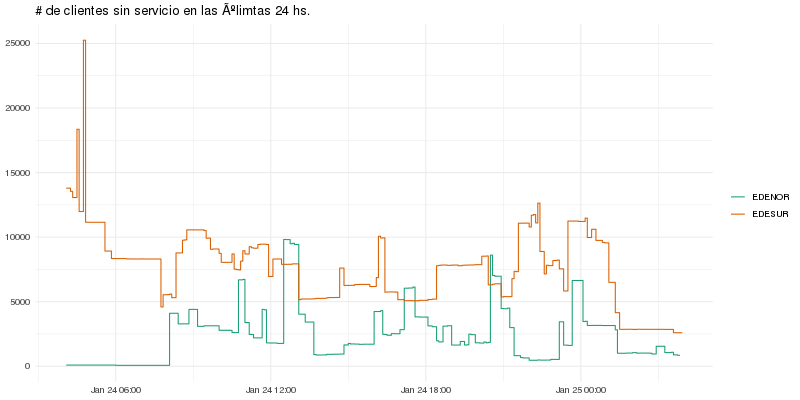 # de clientes sin servicio en las Ãºlimtas 24 hs.
25000
20000
15000
10000
5000
0
Jan 24 06:00
Jan 24 12:00
Jan 24 18:00
Jan 25 00:00
EDENOR
EDESUR